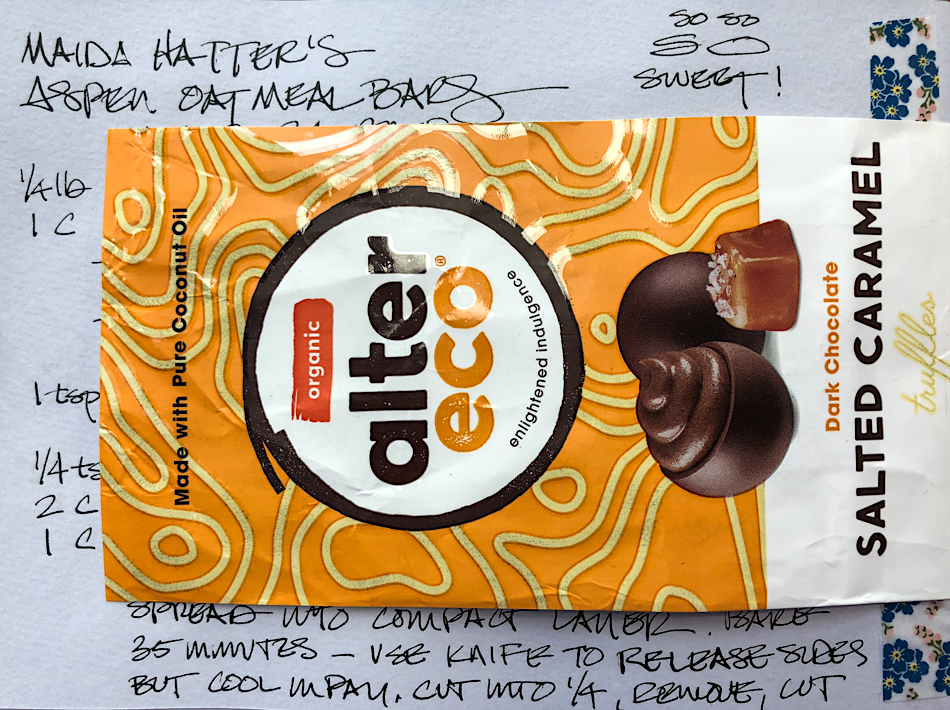 MAIDA HATTER'S
ASPEN OATMEAL BARS
SO SO
SO
SWEET!
1/4 lb
1 C
1 tsp
1/4 ts
2 C
1 C
Made with Pure Coconut Oil
organic
alter
eco®
enlightened indulgence
Dark Chocolate
SALTED CARAMEL
truffles
SPREAD INTO COMPACT LAYER. BAKE
35 MINUTES – USE KNIFE TO RELEASE SIDES
BUT COOL IN PAN. CUT INTO 1/4, REMOVE, CUT